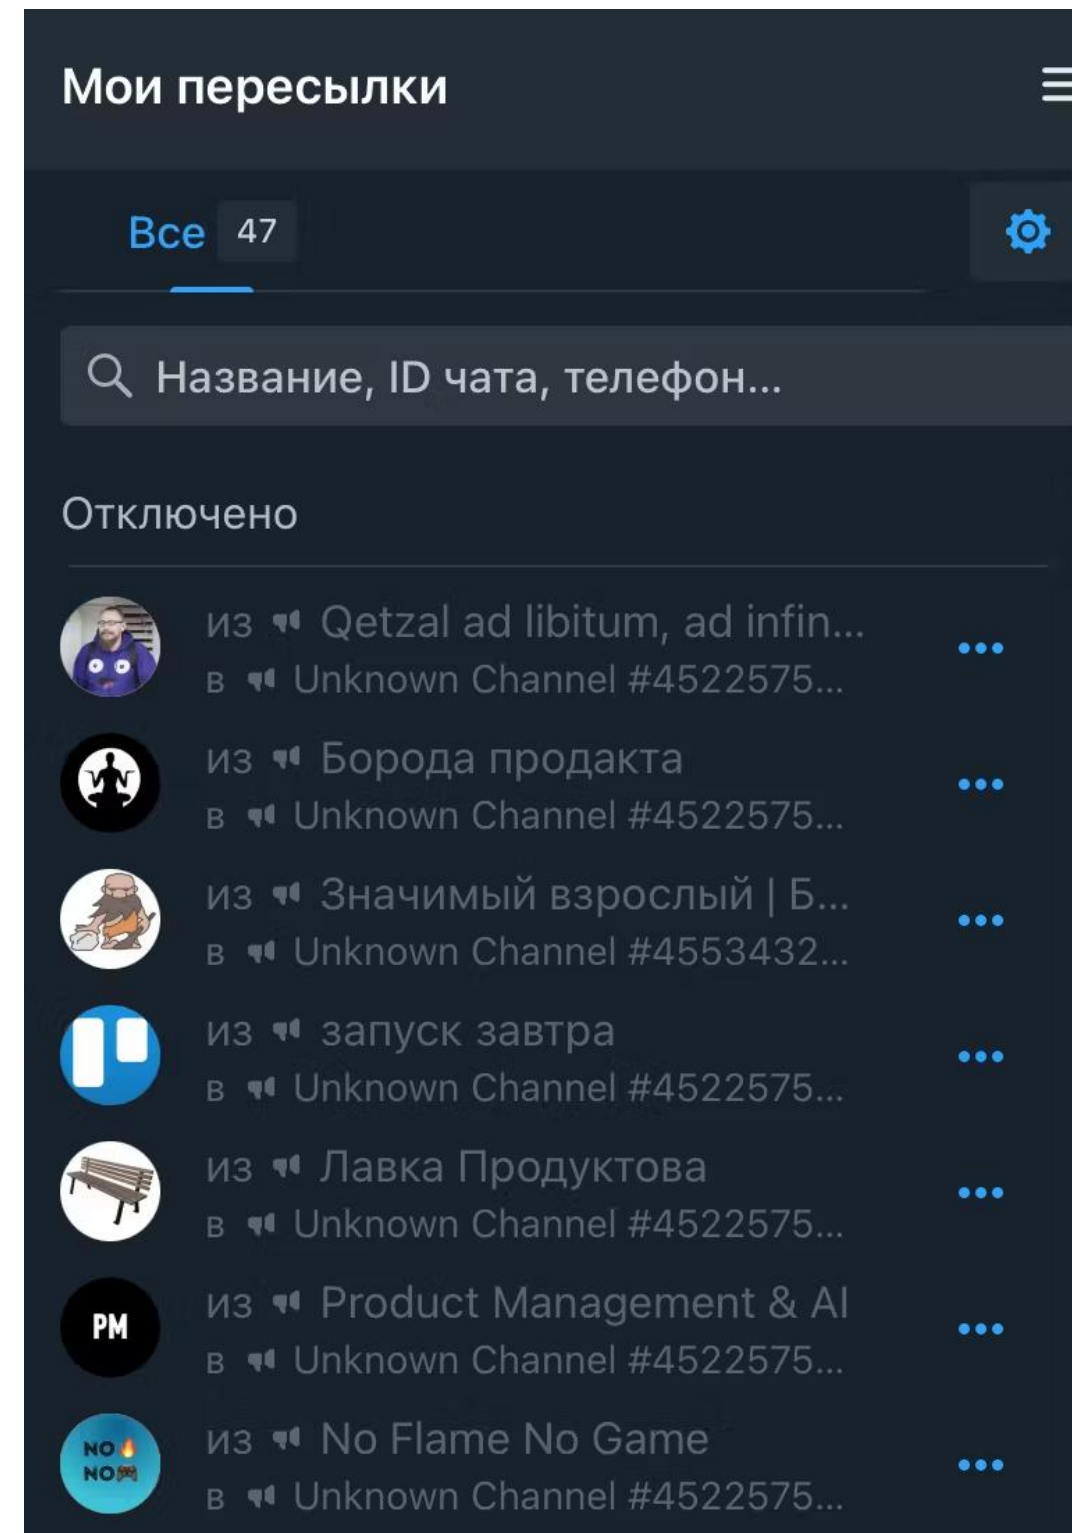 Мои пересылки
Все 47
Название, ID чата, телефон...
Отключено
из Qetzal ad libitum, ad infin...
в Unknown Channel #4522575...
из Борода продакта
в Unknown Channel #4522575...
из Значимый взрослый | Б...
в Unknown Channel #4553432...
из запуск завтра
в Unknown Channel #4522575...
из Лавка Продуктова
в Unknown Channel #4522575...
PM
из Product Management & AI
в Unknown Channel #4522575...
NO
NO
из No Flame No Game
в Unknown Channel #4522575...